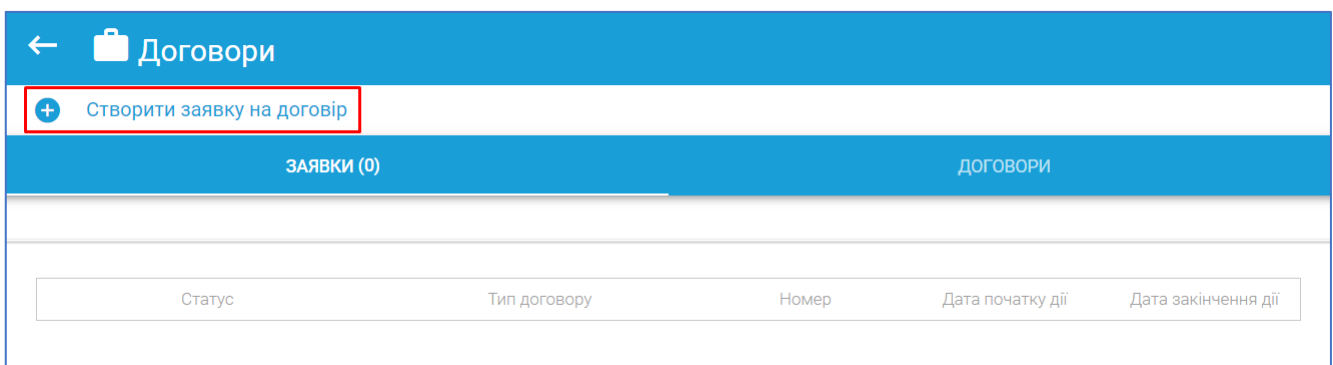 Договори
Створити заявку на договір
ЗАЯВКИ (0) ДОГОВОРИ
Статус Тип договору Номер Дата початку дії Дата закінчення дії